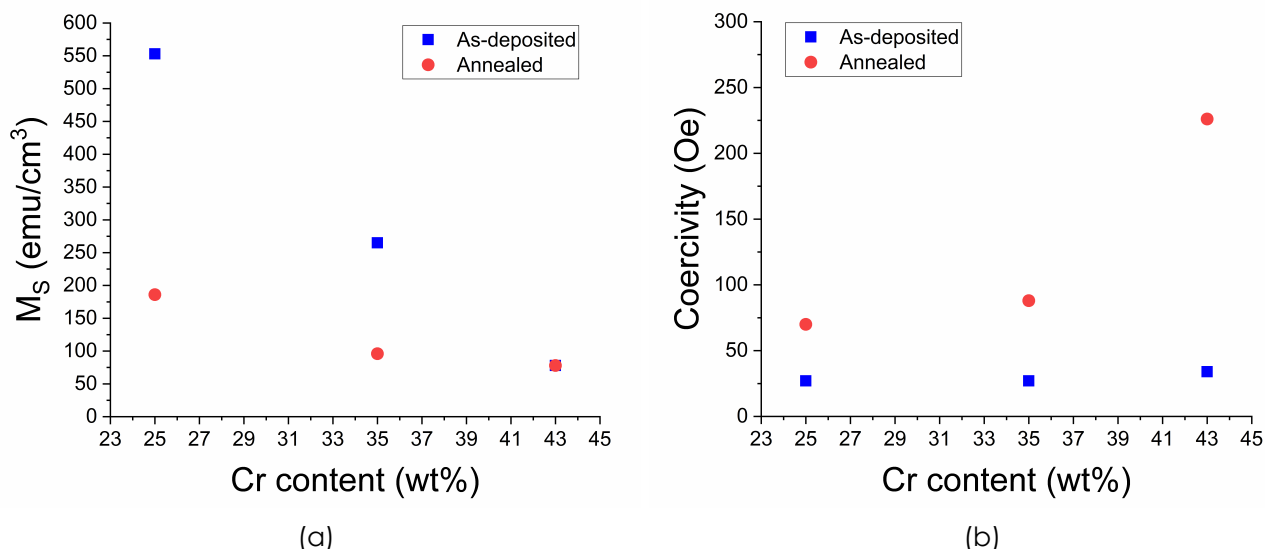 600
550
500
450
400
350
300
250
200
150
100
50
0
M_S (emu/cm³)
As-deposited
Annealed
23 25 27 29 31 33 35 37 39 41 43 45
Cr content (wt%)
(a)
300
250
200
150
100
50
0
Coercivity (Oe)
As-deposited
Annealed
23 25 27 29 31 33 35 37 39 41 43 45
Cr content (wt%)
(b)